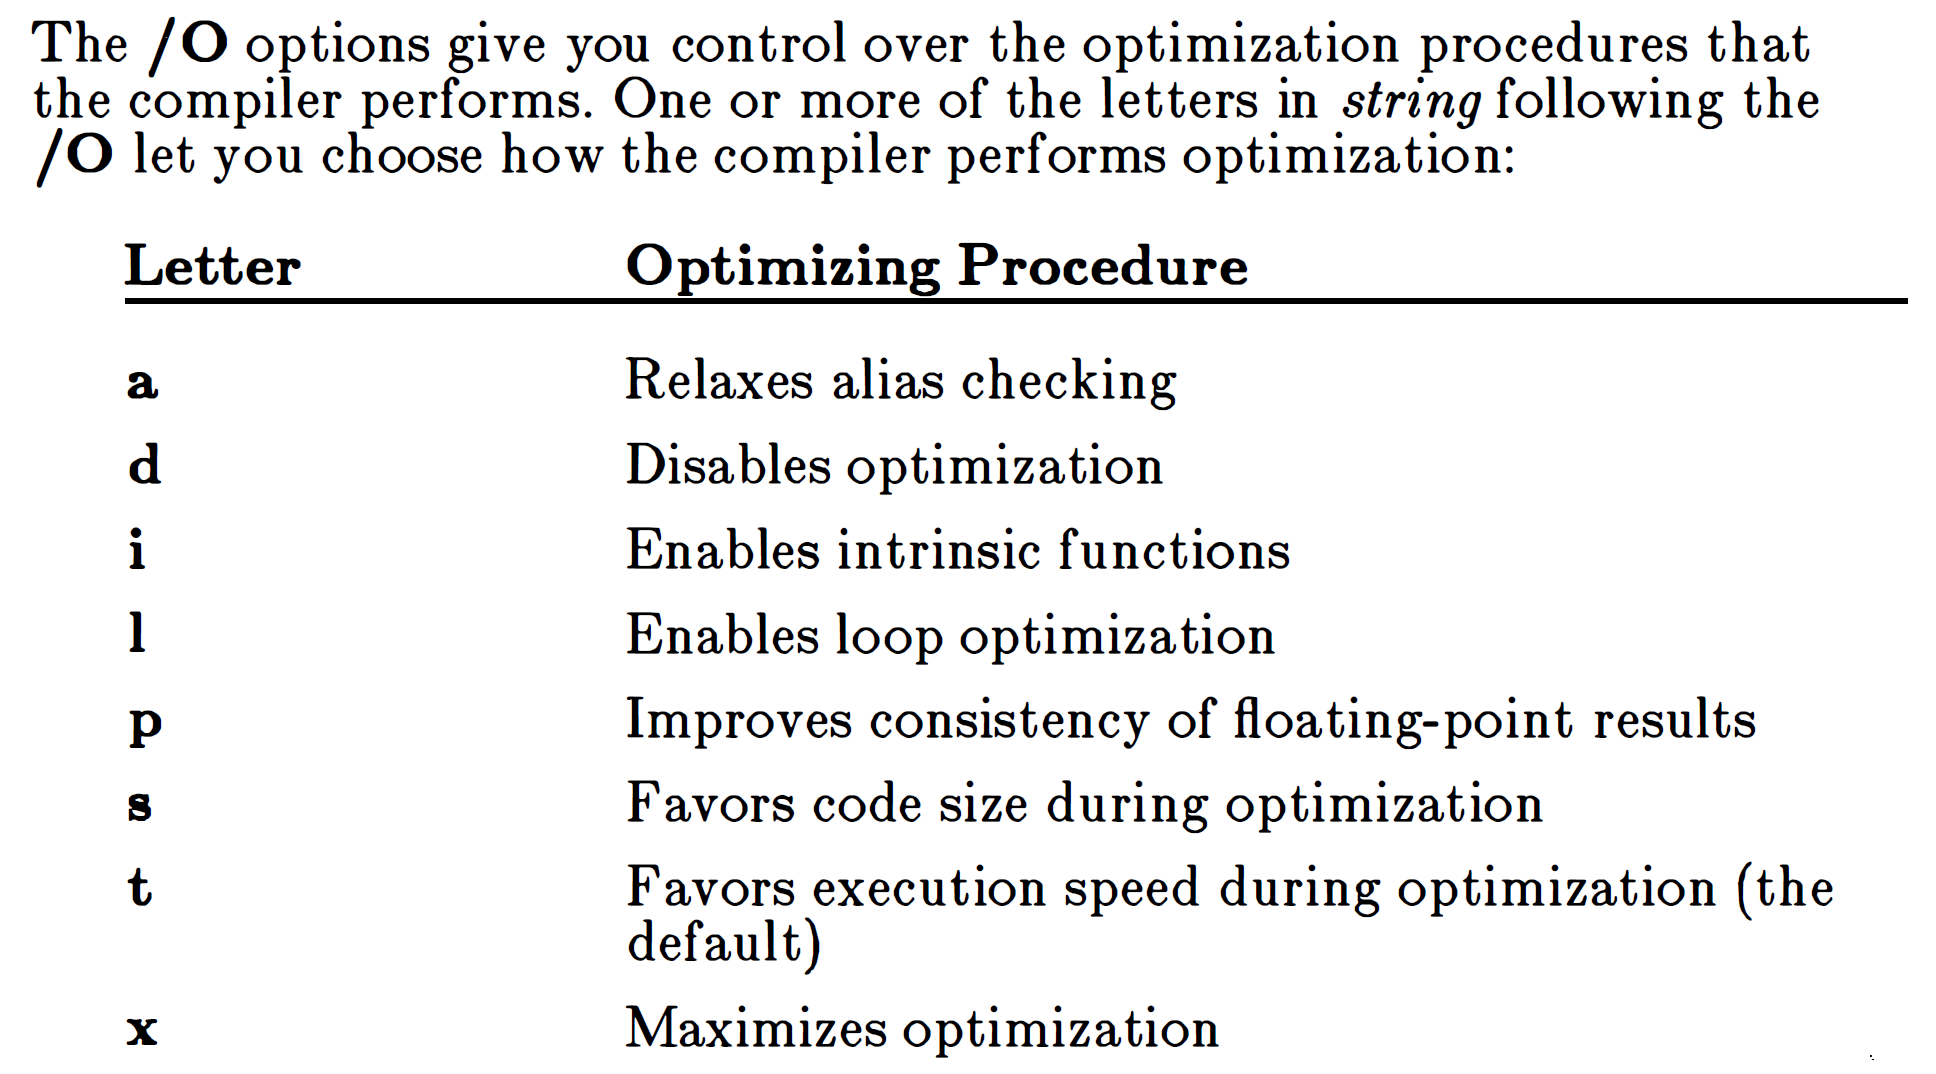 The /O options give you control over the optimization procedures that
the compiler performs. One or more of the letters in string following the
/O let you choose how the compiler performs optimization:
Letter Optimizing Procedure
a Relaxes alias checking
d Disables optimization
i Enables intrinsic functions
l Enables loop optimization
p Improves consistency of floating-point results
s Favors code size during optimization
t Favors execution speed during optimization (the
default)
x Maximizes optimization